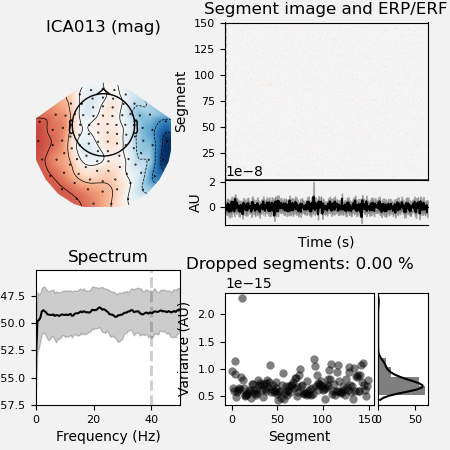 ICA013 (mag)
Segment image and ERP/ERF
150
125
100
75
50
25
Segment
1e−8
2
0
AU
Time (s)
Spectrum
47.5
50.0
52.5
55.0
57.5
0 20 40
Frequency (Hz)
Dropped segments: 0.00 %
1e−15
2.0
1.5
1.0
0.5
Variance (AU)
0 50 100 150
0 50
Segment